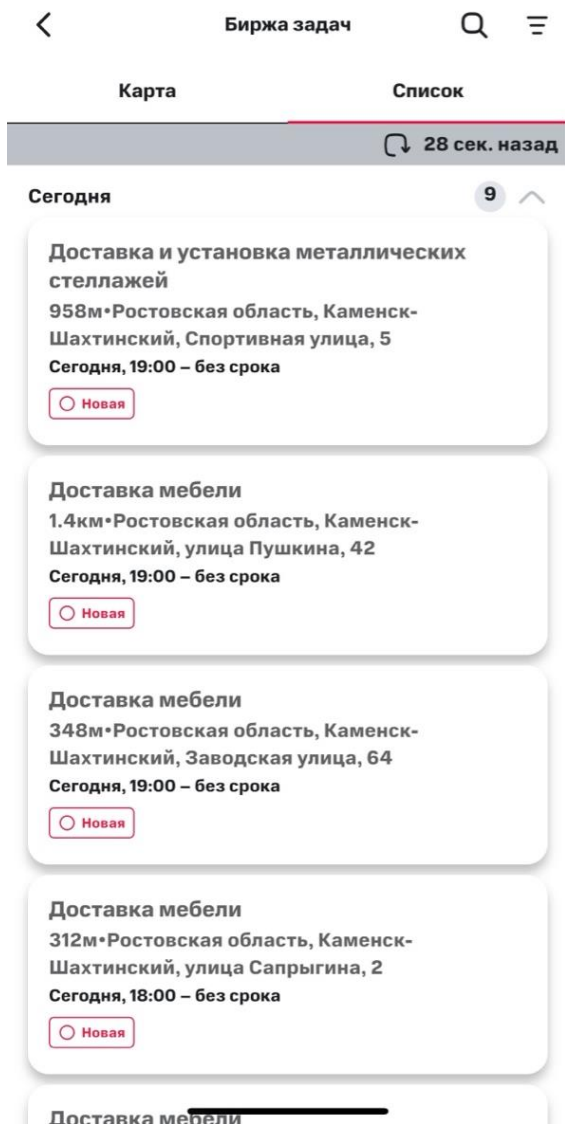 Биржа задач
Карта
Список
28 сек. назад
Сегодня
9
Доставка и установка металлических
стеллажей
958м•Ростовская область, Каменск-
Шахтинский, Спортивная улица, 5
Сегодня, 19:00 – без срока
Новая
Доставка мебели
1.4км•Ростовская область, Каменск-
Шахтинский, улица Пушкина, 42
Сегодня, 19:00 – без срока
Новая
Доставка мебели
348м•Ростовская область, Каменск-
Шахтинский, Заводская улица, 64
Сегодня, 19:00 – без срока
Новая
Доставка мебели
312м•Ростовская область, Каменск-
Шахтинский, улица Сапрыгина, 2
Сегодня, 18:00 – без срока
Новая
Доставка мебели